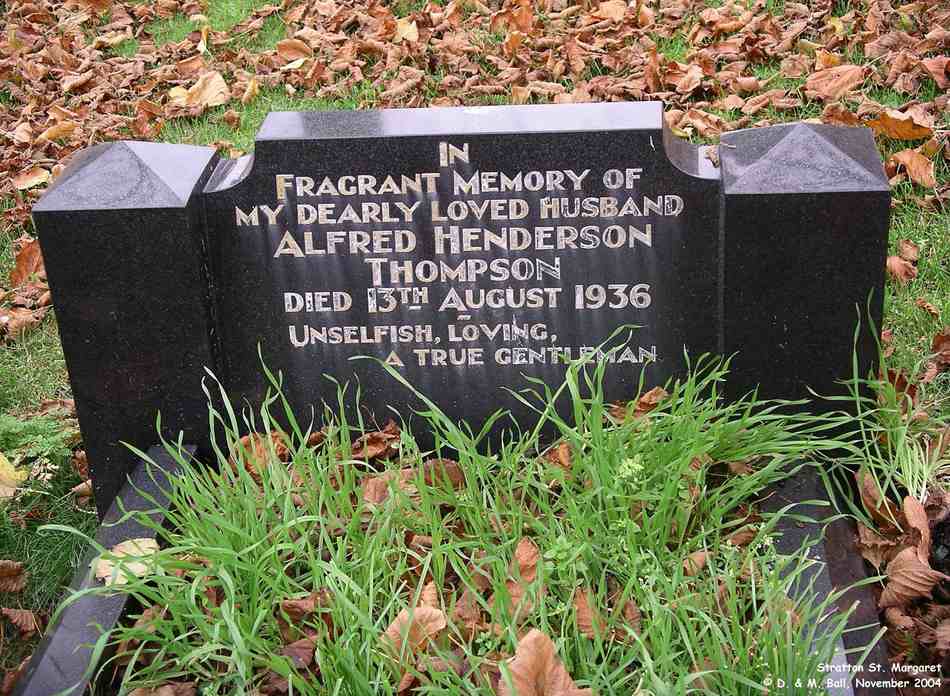 IN
FRAGRANT MEMORY OF
MY DEARLY LOVED HUSBAND
ALFRED HENDERSON
THOMPSON
DIED 13TH AUGUST 1936
UNSELFISH, LOVING,
A TRUE GENTLEMAN
Stratton St. Margaret
© D. & M. Ball, November 2004